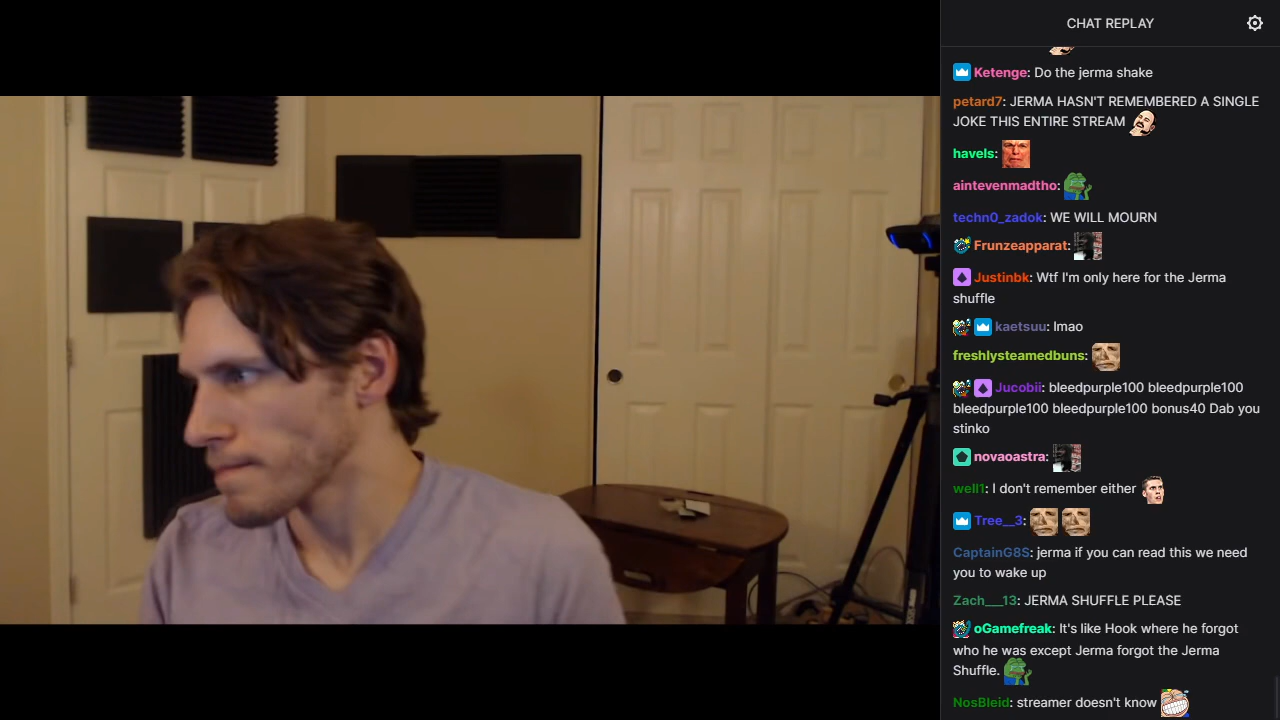 CHAT REPLAY
Ketenge: Do the jerma shake
petard7: JERMA HASN'T REMEMBERED A SINGLE
JOKE THIS ENTIRE STREAM
havels:
aintevenmadtho:
techn0_zadok: WE WILL MOURN
Frunzeapparat:
Justinbk: Wtf I'm only here for the Jerma
shuffle
kaetsuu: lmao
freshlysteamedbuns:
Jucobii: bleedpurple100 bleedpurple100
bleedpurple100 bleedpurple100 bonus40 Dab you
stinko
novaoastra:
well1: I don't remember either
Tree__3:
CaptainG8S: jerma if you can read this we need
you to wake up
Zach___13: JERMA SHUFFLE PLEASE
oGamefreak: It's like Hook where he forgot
who he was except Jerma forgot the Jerma
Shuffle.
NosBleid: streamer doesn't know